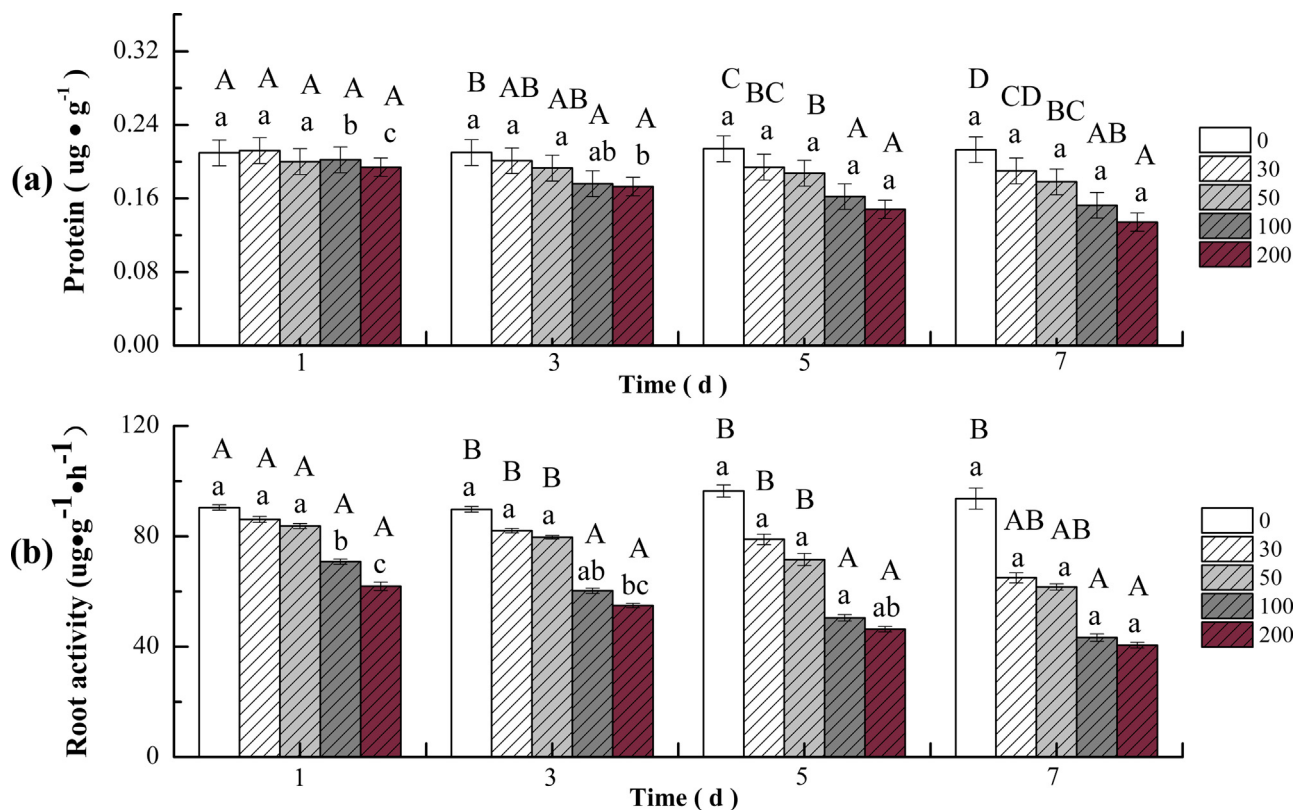 (a)
Protein ( ug • g-1)
0.32
0.24
0.16
0.08
0.00
A A A A A
a a a b c
B AB AB A A
a a a ab b
C BC B A A
a a a a a
D CD BC AB A
a a a a a
1 3 5 7
Time ( d )
0
30
50
100
200
(b)
Root activity (ug•g-1•h-1 )
120
80
40
0
A A A A A
a a a b c
B B B A A
a a a ab bc
B B B A A
a a a a ab
B AB AB A A
a a a a a
1 3 5 7
Time ( d )
0
30
50
100
200